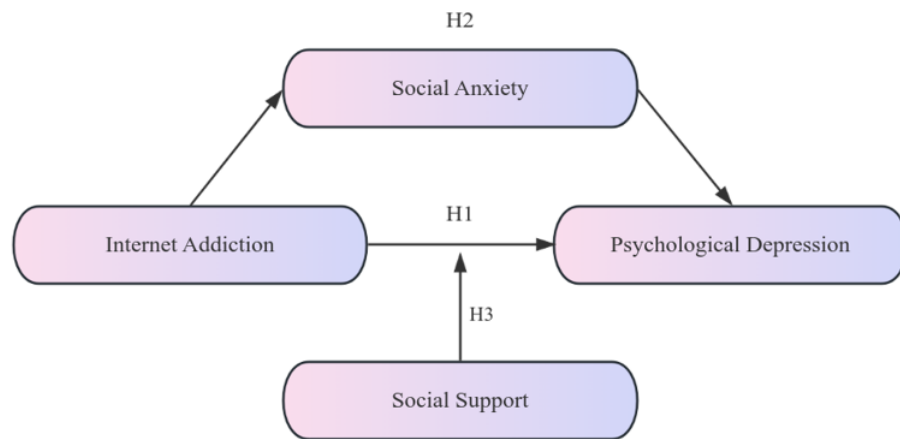 H2
Social Anxiety
H1
Internet Addiction
Psychological Depression
H3
Social Support